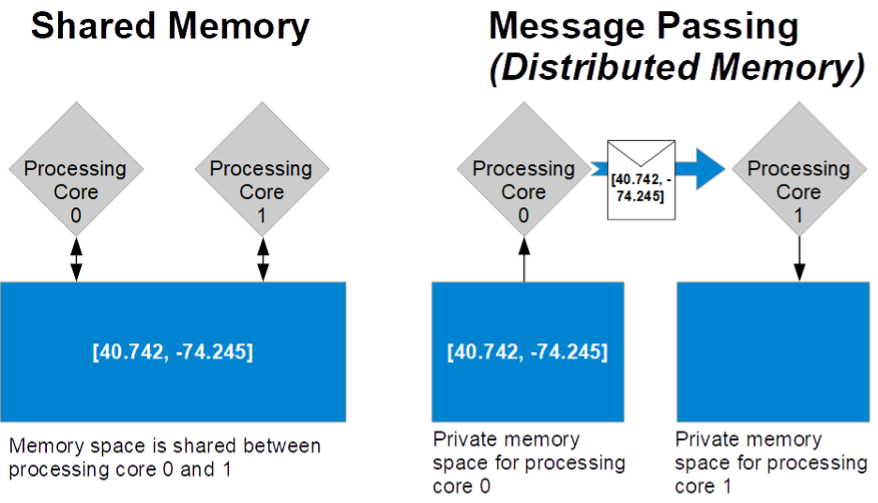 Shared Memory
Processing
Core
0
Processing
Core
1
[40.742, -74.245]
Memory space is shared between
processing core 0 and 1
Message Passing
(Distributed Memory)
Processing
Core
0
[40.742, -
74.245]
Processing
Core
1
[40.742, -74.245]
Private memory
space for processing
core 0
Private memory
space for processing
core 1